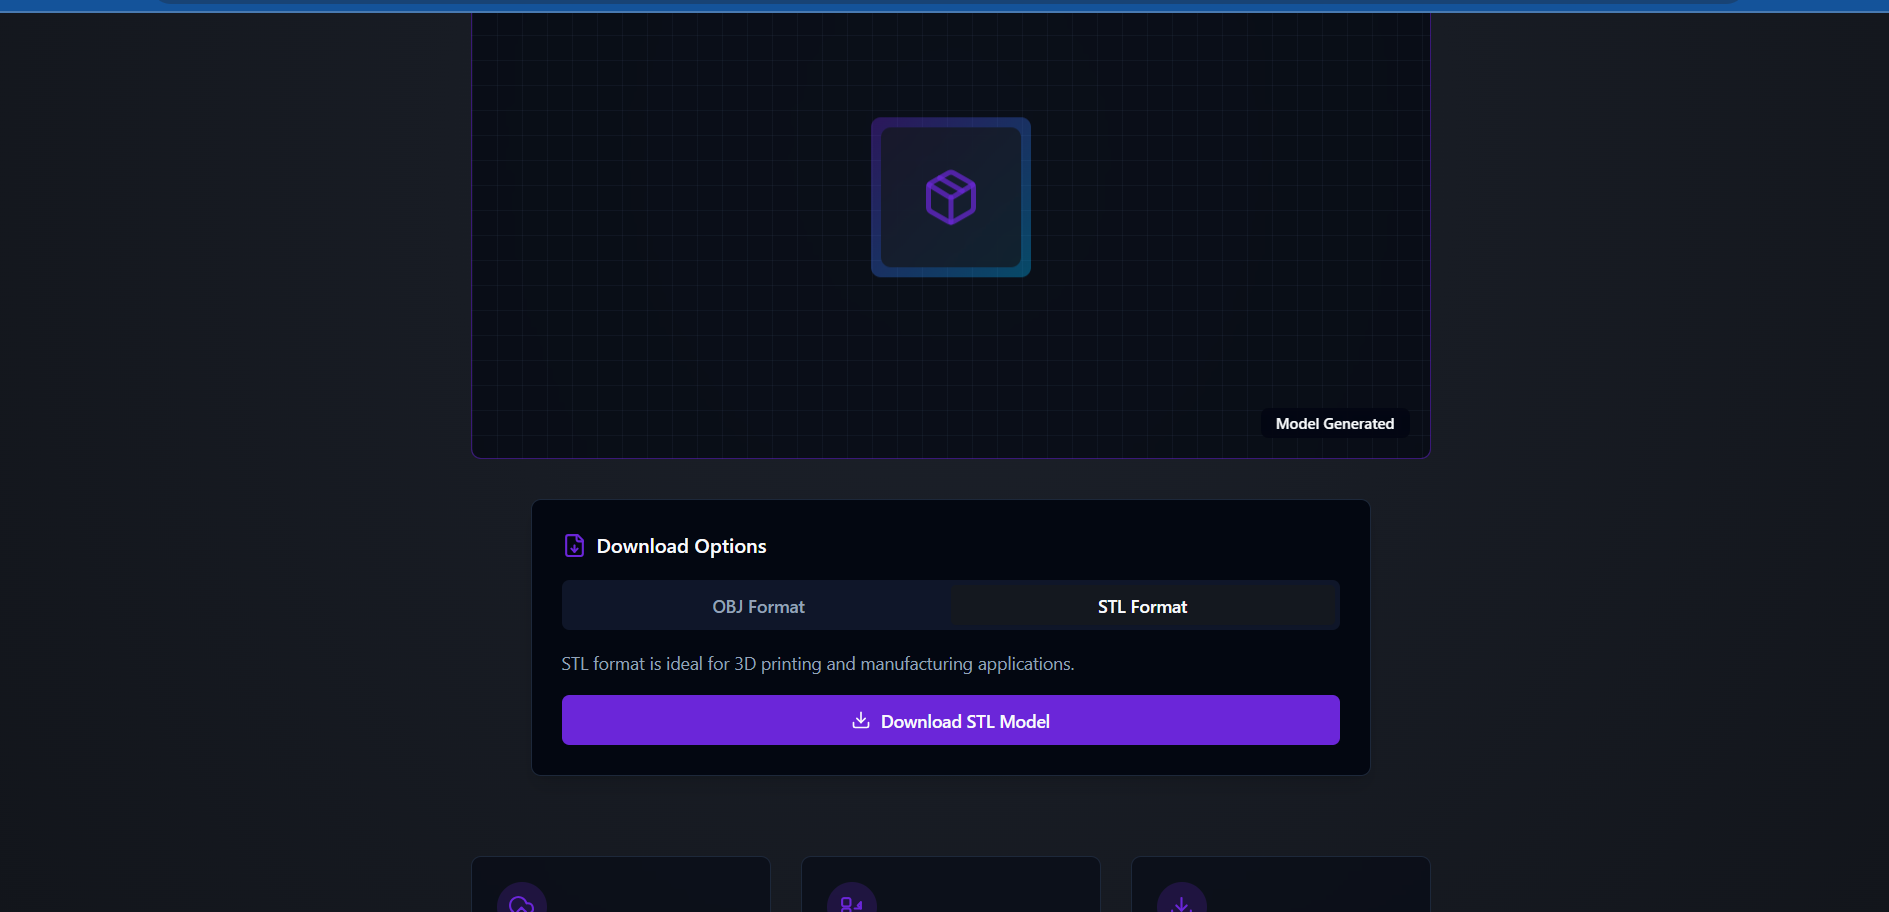 Model Generated
Download Options
OBJ Format
STL Format
STL format is ideal for 3D printing and manufacturing applications.
Download STL Model